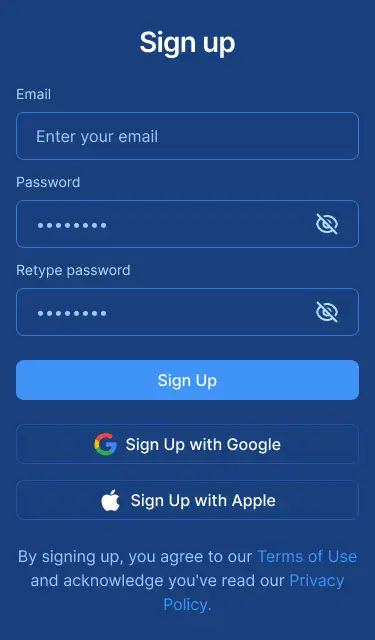 Sign up
Email
Enter your email
Password
••••••••
Retype password
••••••••
Sign Up
Sign Up with Google
Sign Up with Apple
By signing up, you agree to our Terms of Use
and acknowledge you've read our Privacy
Policy.